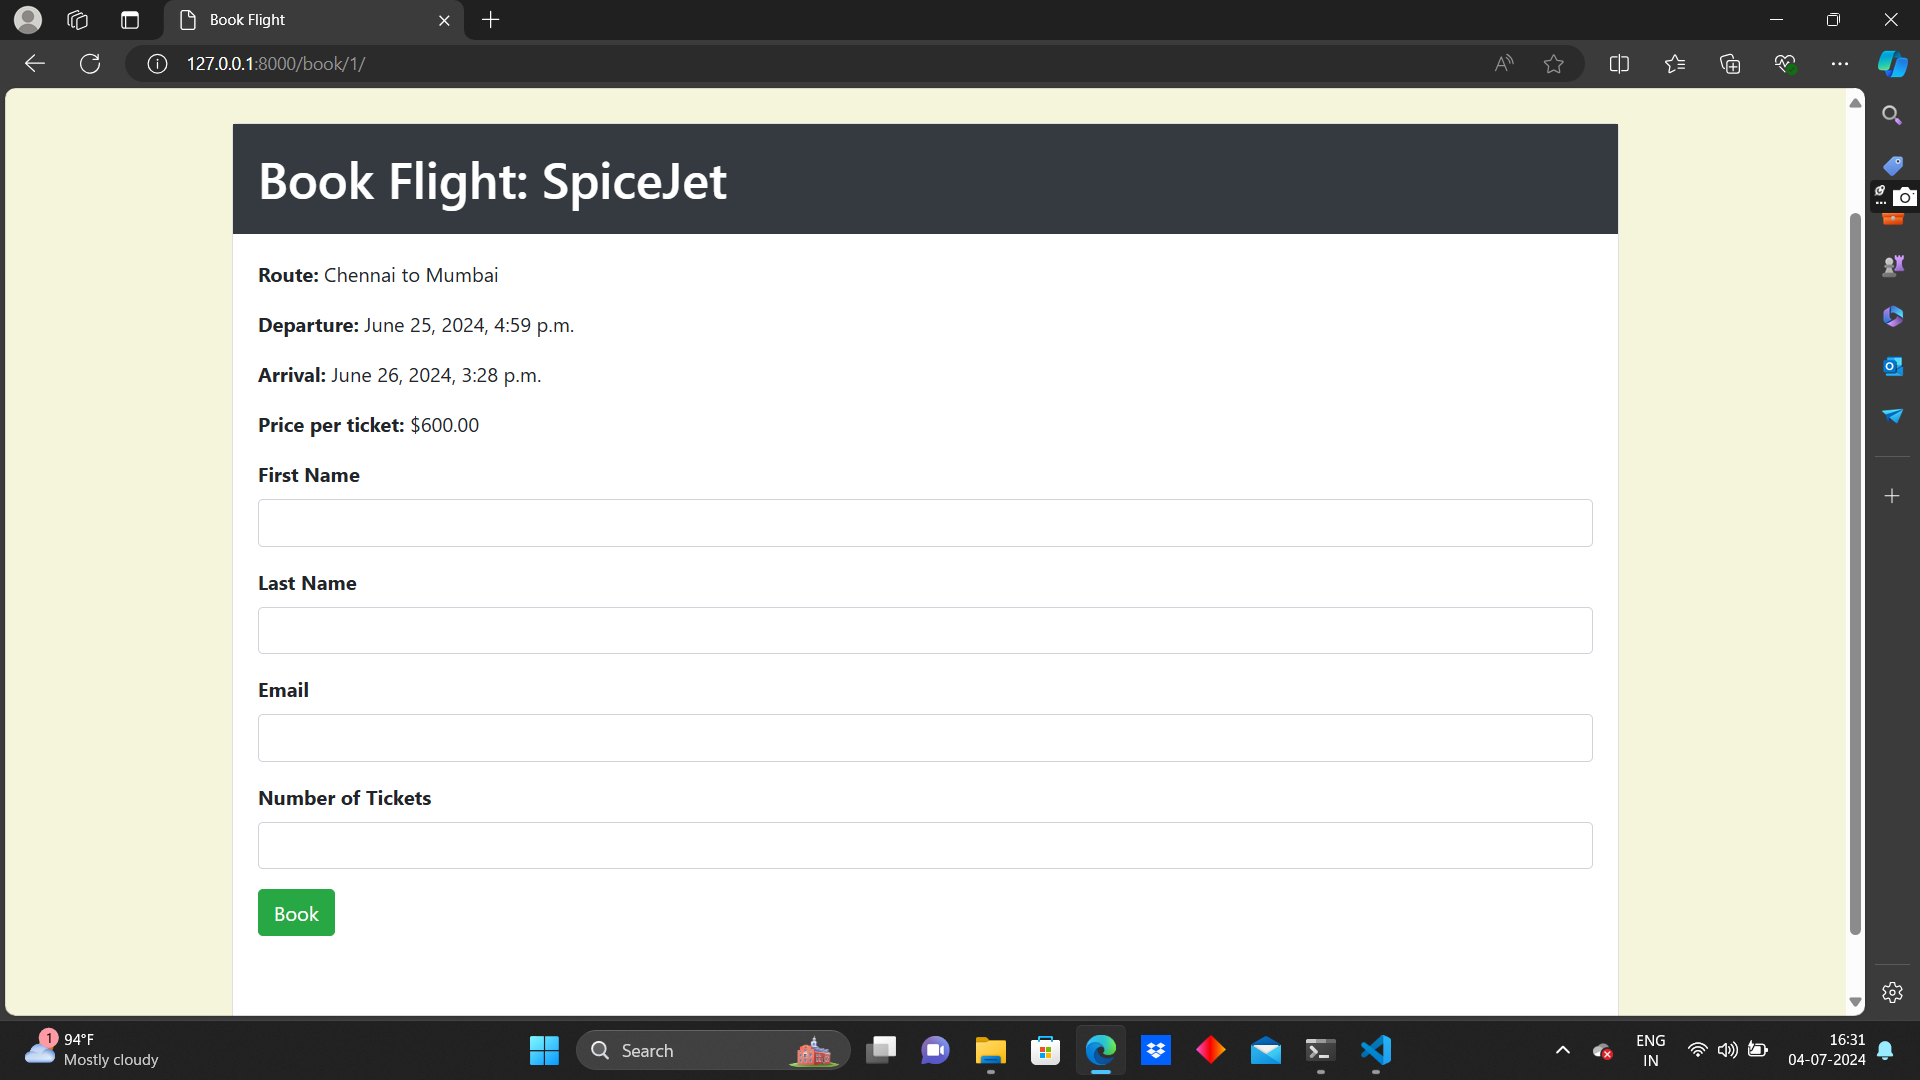 Book Flight
127.0.0.1:8000/book/1/
Book Flight: SpiceJet
Route: Chennai to Mumbai
Departure: June 25, 2024, 4:59 p.m.
Arrival: June 26, 2024, 3:28 p.m.
Price per ticket: $600.00
First Name
Last Name
Email
Number of Tickets
Book
1
94°F
Mostly cloudy
Search
ENG
IN
16:31
04-07-2024